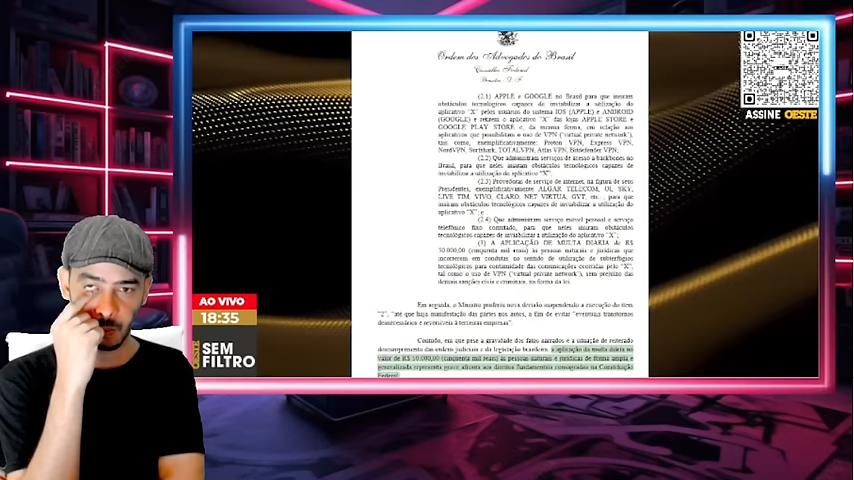 Ordem dos Advogados do Brasil
Conselho Federal
Brasília - D.F.
(2.1) APPLE e GOOGLE no Brasil para que insiram
obstáculos tecnológicos capazes de inviabilizar a utilização do
aplicativo "X" pelos usuários do sistema IOS (APPLE) e ANDROID
(GOOGLE) e retirem o aplicativo "X" das lojas APPLE STORE e
GOOGLE PLAY STORE e, da mesma forma, em relação aos
aplicativos que possibilitam o uso de VPN ('virtual private network'),
tais como, exemplificativamente: Proton VPN, Express VPN,
NordVPN, Surfshark, TOTALVPN, Atlas VPN, Bitdefender VPN;
(2.2) Que administram serviços de acesso a backbones no
Brasil, para que neles insiram obstáculos tecnológicos capazes de
inviabilizar a utilização do aplicativo "X";
(2.3) Provedoras de serviço de internet, na figura de seus
Presidentes, exemplificativamente ALGAR TELECOM, OI, SKY,
LIVE TIM, VIVO, CLARO, NET VIRTUA, GVT, etc..., para que
insiram obstáculos tecnológicos capazes de inviabilizar a utilização do
aplicativo "X"; e
(2.4) Que administram serviço móvel pessoal e serviço
telefônico fixo comutado, para que neles insiram obstáculos
tecnológicos capazes de inviabilizar a utilização do aplicativo "X";
(3) A APLICAÇÃO DE MULTA DIÁRIA de R$
50.000,00 (cinquenta mil reais) às pessoas naturais e jurídicas que
incorrerem em condutas no sentido de utilização de subterfúgios
tecnológicos para continuidade das comunicações ocorridas pelo "X",
tal como o uso de VPN ('virtual private network'), sem prejuízo das
demais sanções civis e criminais, na forma da lei.
Em seguida, o Ministro proferiu nova decisão suspendendo a execução do item
"2", "até que haja manifestação das partes nos autos, a fim de evitar "eventuais transtornos
desnecessários e reversíveis à terceiras empresas".
Contudo, em que pese a gravidade dos fatos narrados e a situação de reiterado
descumprimento das ordens judiciais e da legislação brasileira, a aplicação da multa diária no
valor de R$ 50.000,00 (cinquenta mil reais) às pessoas naturais e jurídicas de forma ampla e
generalizada representa grave afronta aos direitos fundamentais consagrados na Constituição
Federal.
ASSINE OESTE
AO VIVO
18:35
OESTE
SEM
FILTRO